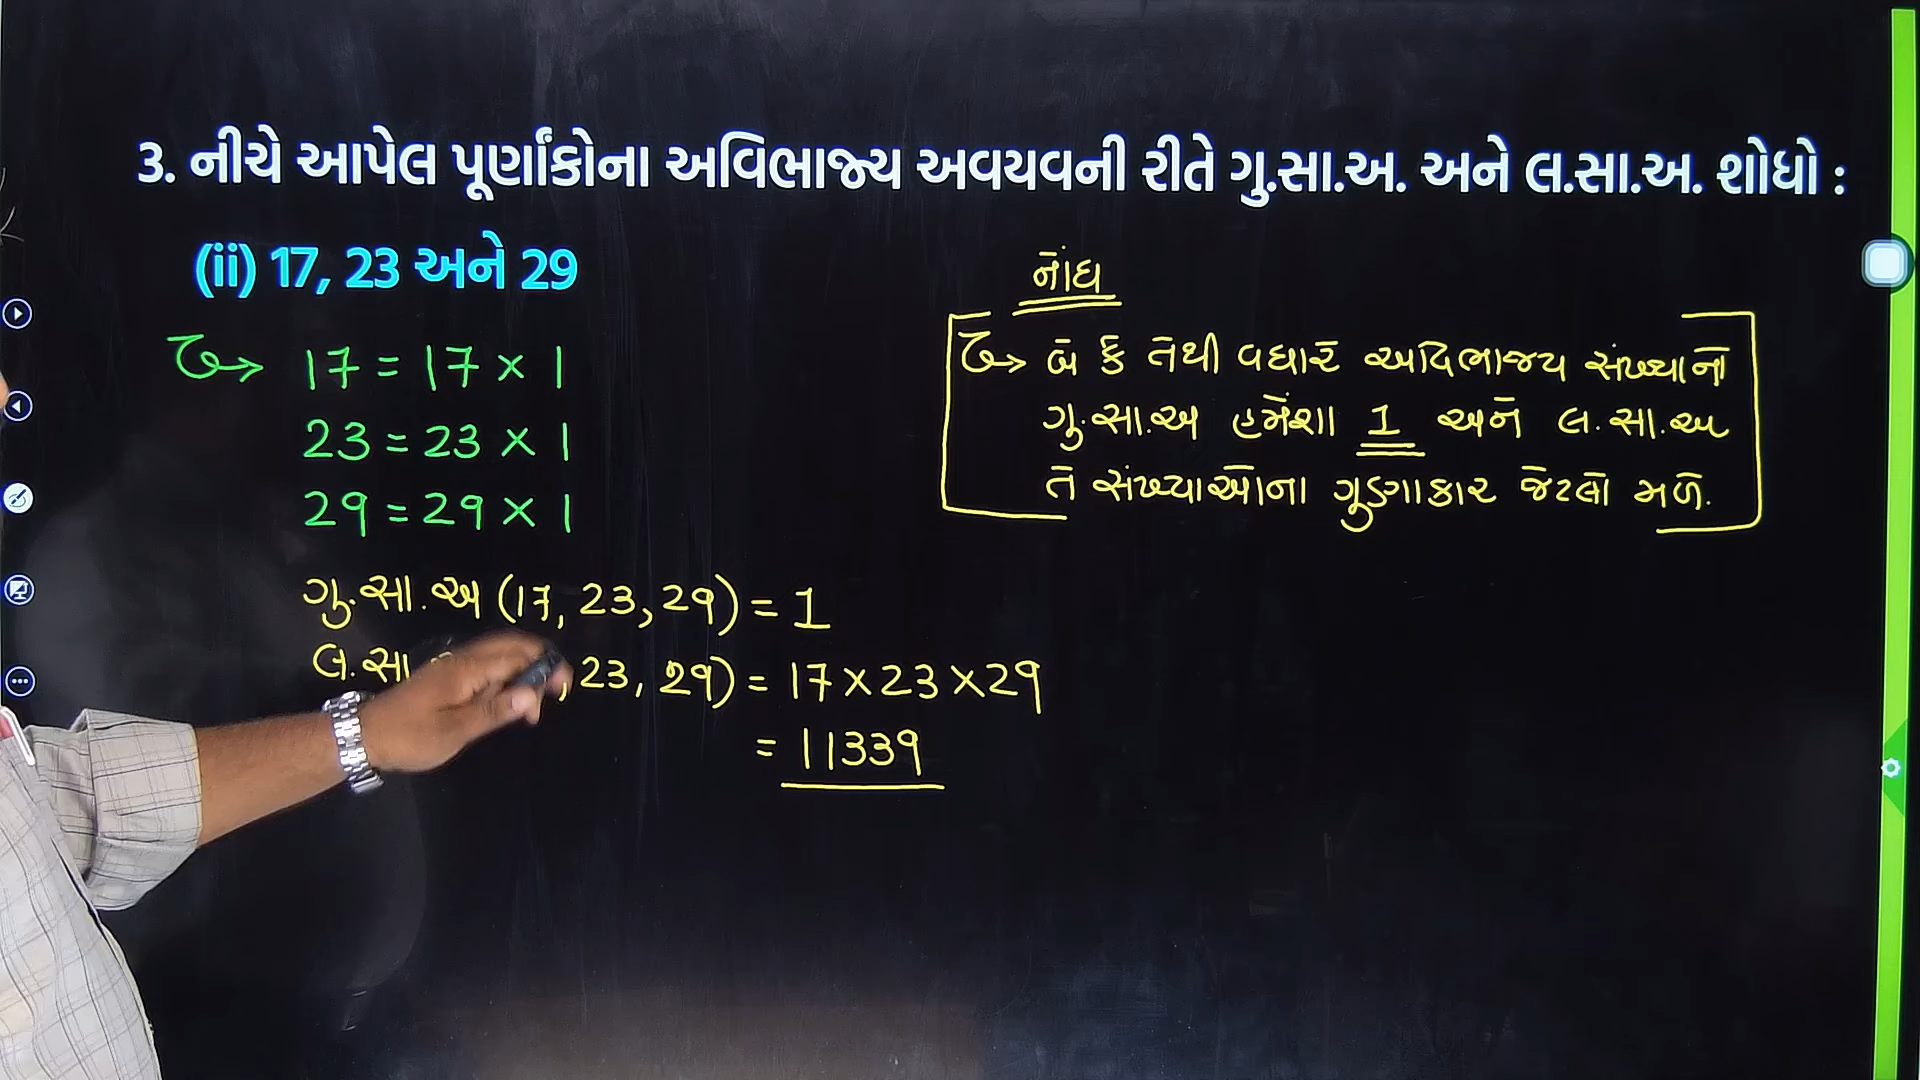 3. નીચે આપેલ પૂર્ણાંકોના અવિભાજ્ય અવયવની રીતે ગુ.સા.અ. અને લ.સા.અ. શોધો :
(ii) 17, 23 અને 29
17 = 17 × 1
23 = 23 × 1
29 = 29 × 1
ગુ.સા.અ (17, 23, 29) = 1
લ.સા. , 23, 29) = 17 × 23 × 29
= 11339
નોંધ
બે કે તેથી વધારે અવિભાજ્ય સંખ્યાનો
ગુ.સા.અ હંમેશા 1 અને લ.સા.અ
તે સંખ્યાઓના ગુણાકાર જેટલો મળે.